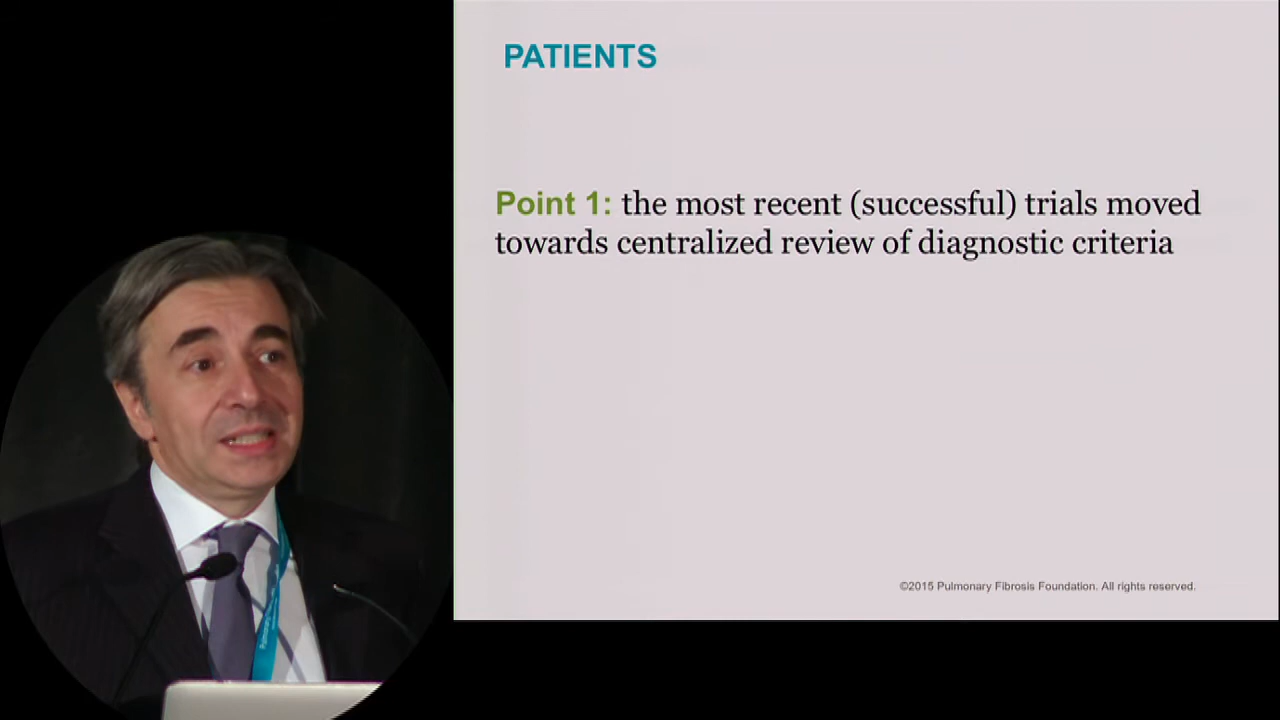 PATIENTS
Point 1: the most recent (successful) trials moved
towards centralized review of diagnostic criteria
©2015 Pulmonary Fibrosis Foundation. All rights reserved.
Pulmonary